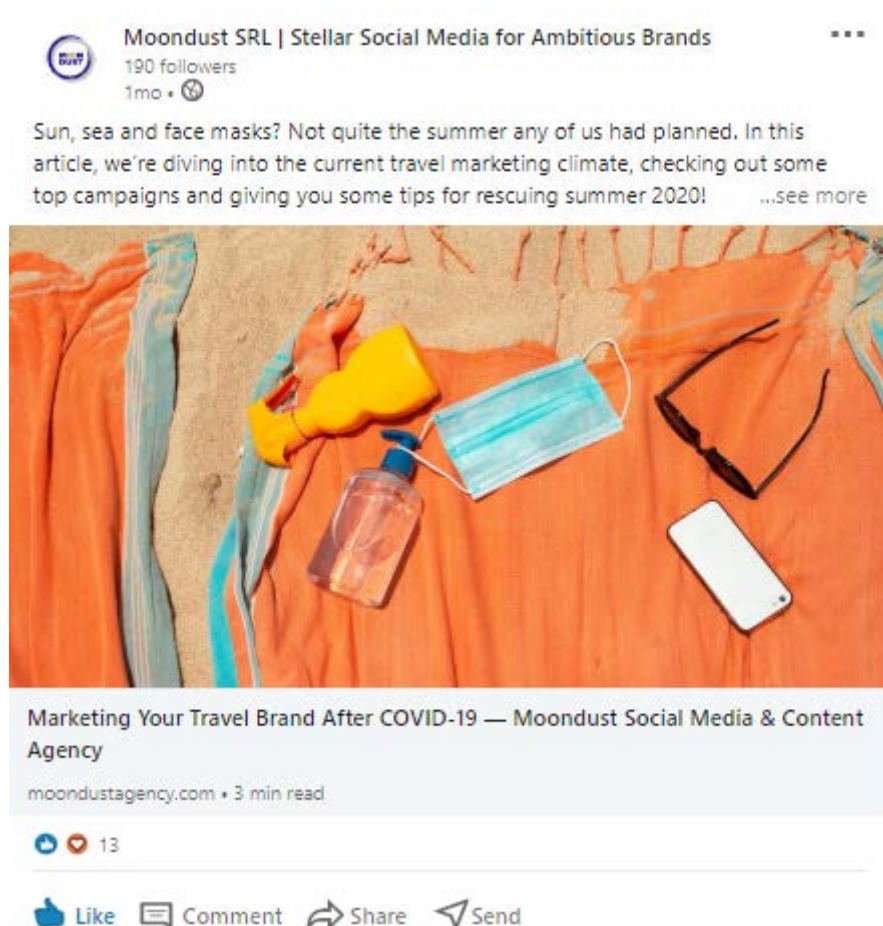 Moondust SRL | Stellar Social Media for Ambitious Brands
MOON
DUST
190 followers
1mo •
Sun, sea and face masks? Not quite the summer any of us had planned. In this
article, we're diving into the current travel marketing climate, checking out some
top campaigns and giving you some tips for rescuing summer 2020! ...see more
Marketing Your Travel Brand After COVID-19 — Moondust Social Media & Content
Agency
moondustagency.com • 3 min read
13
Like Comment Share Send